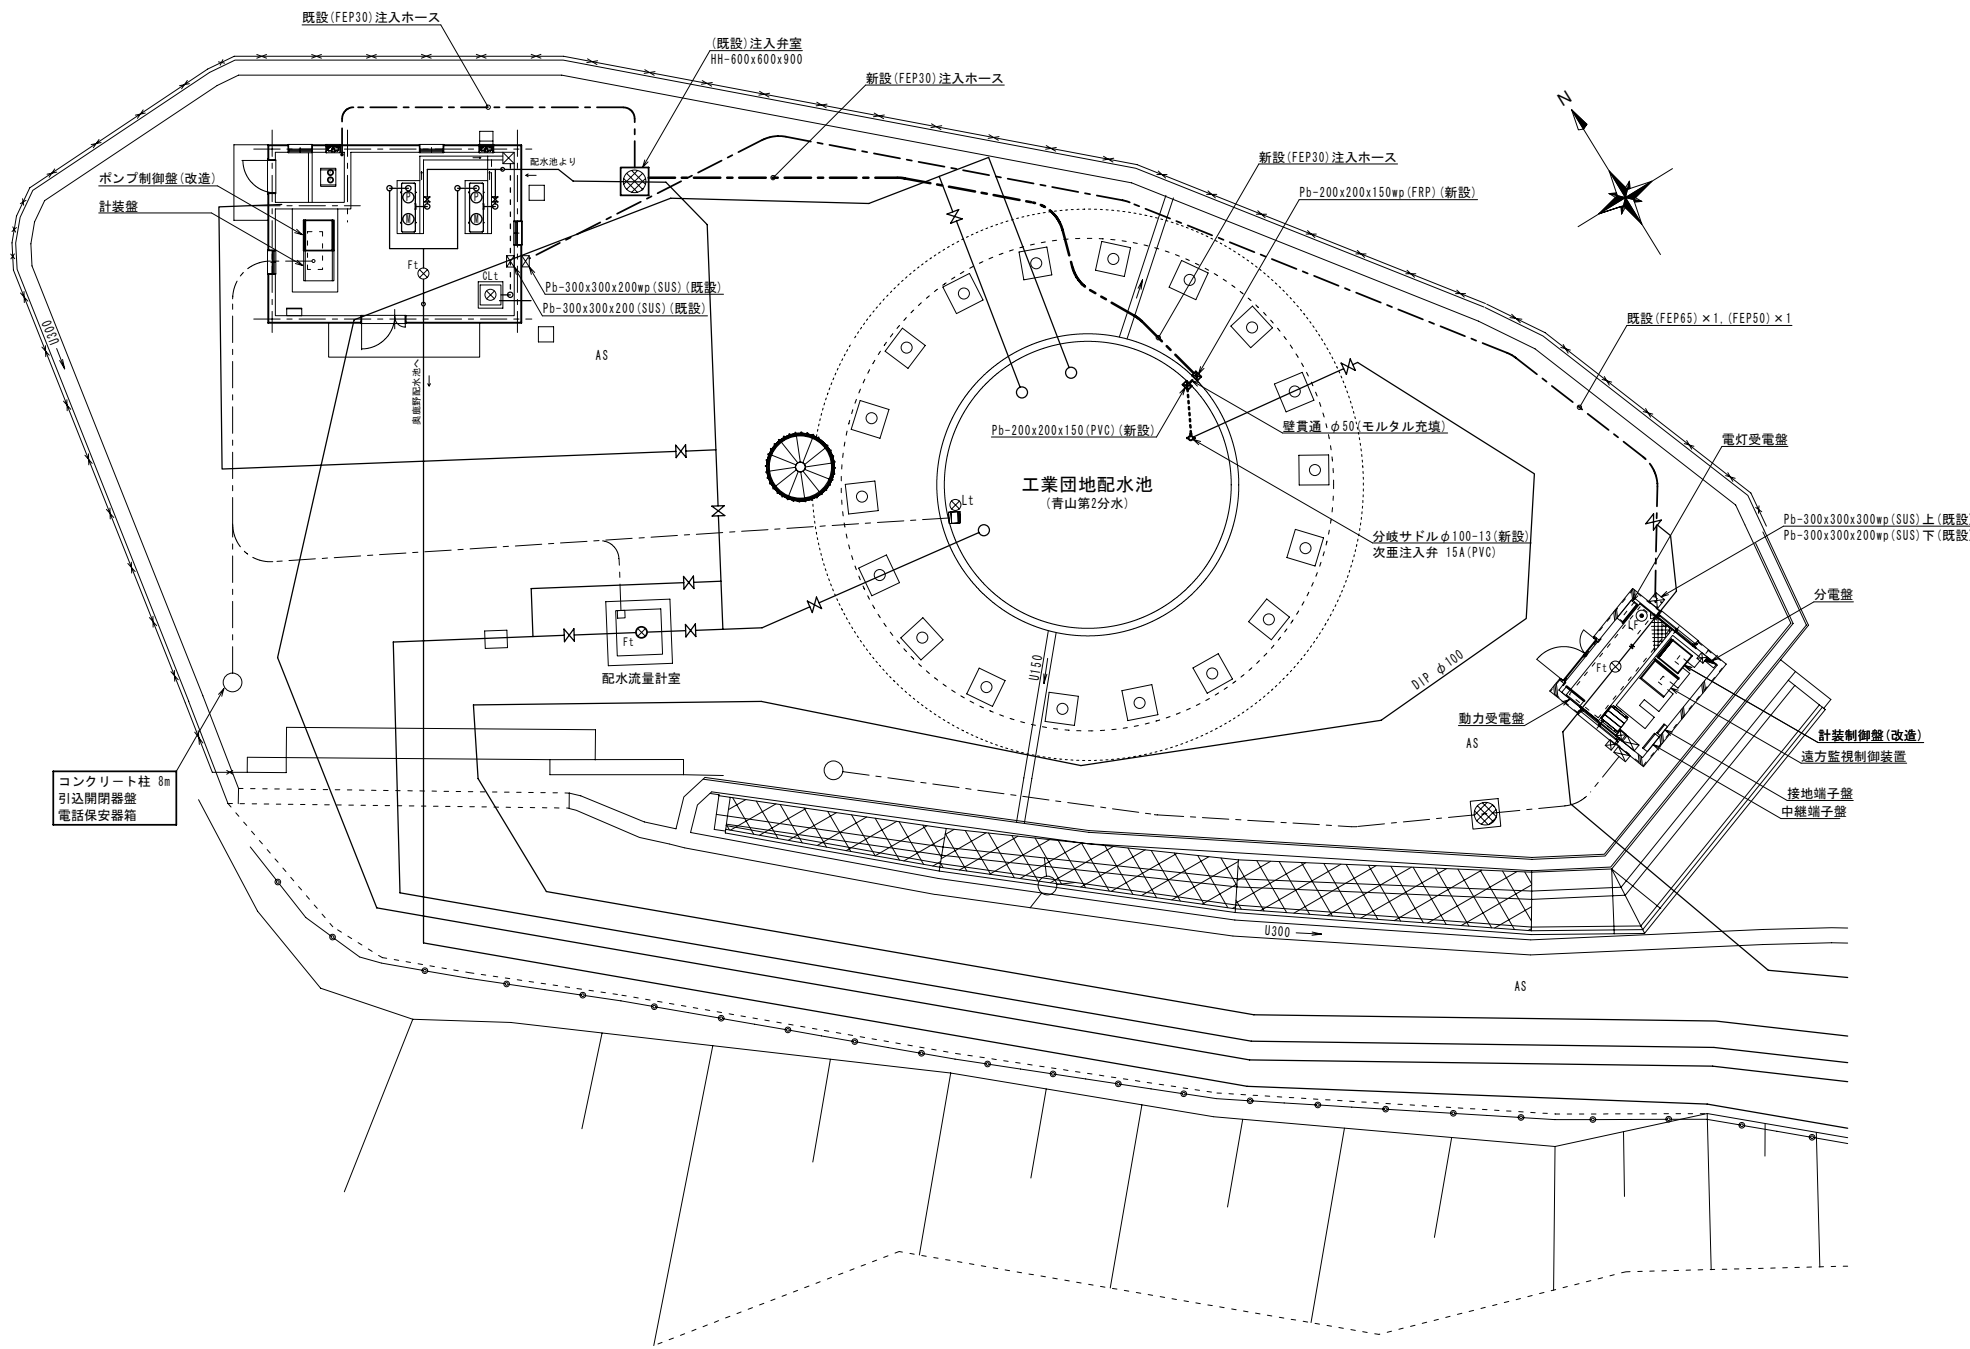 既設(FEP30)注入ホース
(既設)注入弁室
HH-600x600x900
新設(FEP30)注入ホース
N
配水池より
新設(FEP30)注入ホース
Pb-200x200x150wp(FRP)(新設)
ポンプ制御盤(改造)
計装盤
P
M
P
M
Ft
CLt
Pb-300x300x200wp(SUS)(既設)
Pb-300x300x200(SUS)(既設)
U300
AS
既設(FEP65)×1,(FEP50)×1
奥鹿野配水池へ
Pb-200x200x150(PVC)(新設)
壁貫通 φ50(モルタル充填)
電灯受電盤
工業団地配水池
(青山第2分水)
Lt
Pb-300x300x300wp(SUS)上(既設
Pb-300x300x200wp(SUS)下(既設
分岐サドルφ100-13(新設)
次亜注入弁 15A(PVC)
分電盤
LF
Ft
Ft
配水流量計室
U150
DIP φ100
動力受電盤
AS
計装制御盤(改造)
遠方監視制御装置
接地端子盤
中継端子盤
コンクリート柱 8m
引込開閉器盤
電話保安器箱
U300
AS